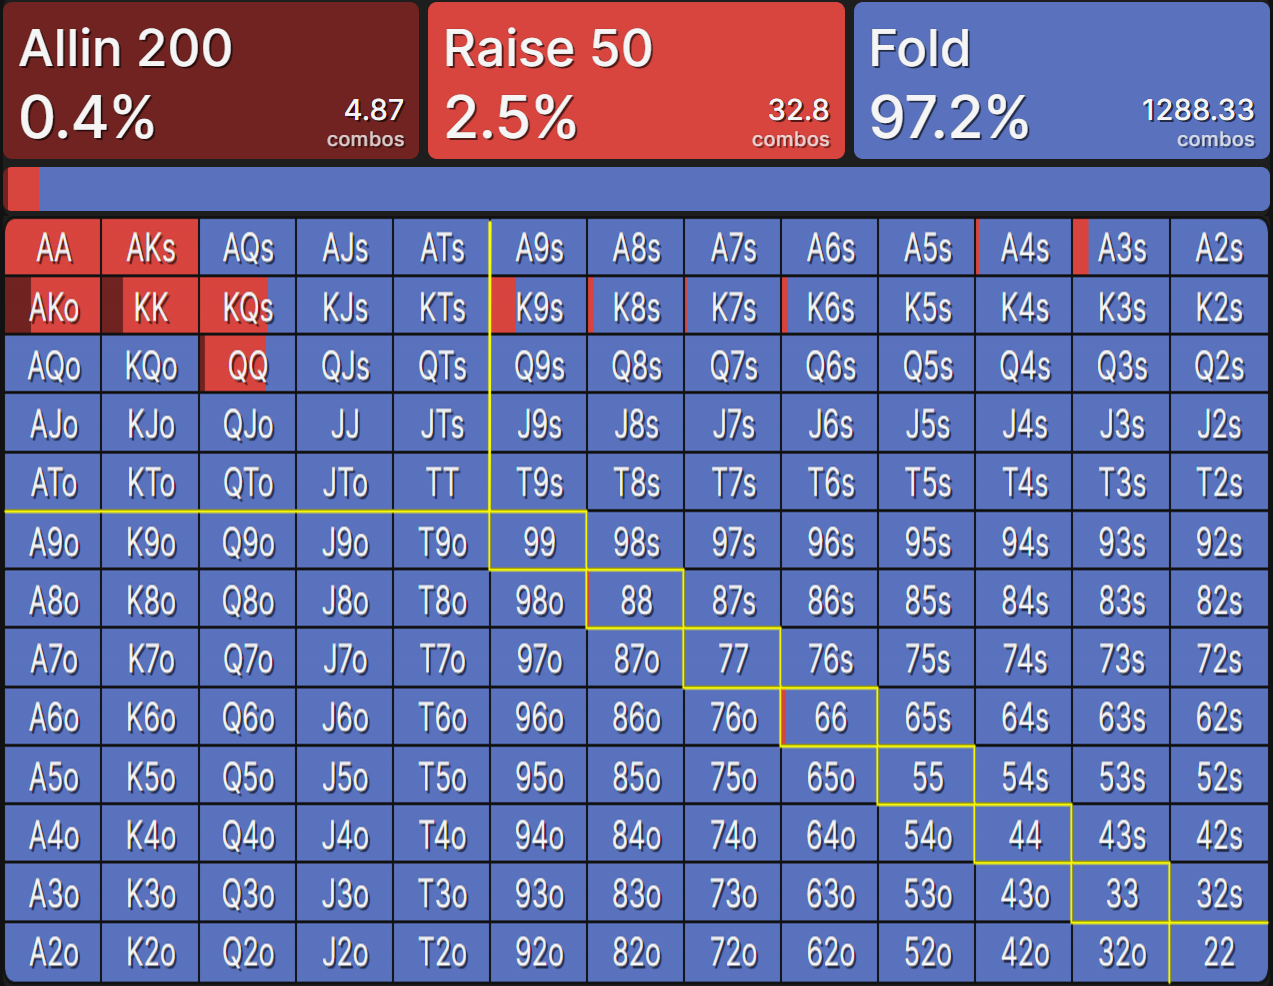 Allin 200 Raise 50 Fold
0.4% 4.87 combos 2.5% 32.8 combos 97.2% 1288.33 combos
AA AKs AQs AJs ATs A9s A8s A7s A6s A5s A4s A3s A2s
AKo KK KQs KJs KTs K9s K8s K7s K6s K5s K4s K3s K2s
AQo KQo QQ QJs QTs Q9s Q8s Q7s Q6s Q5s Q4s Q3s Q2s
AJo KJo QJo JJ JTs J9s J8s J7s J6s J5s J4s J3s J2s
ATo KTo QTo JTo TT T9s T8s T7s T6s T5s T4s T3s T2s
A9o K9o Q9o J9o T9o 99 98s 97s 96s 95s 94s 93s 92s
A8o K8o Q8o J8o T8o 98o 88 87s 86s 85s 84s 83s 82s
A7o K7o Q7o J7o T7o 97o 87o 77 76s 75s 74s 73s 72s
A6o K6o Q6o J6o T6o 96o 86o 76o 66 65s 64s 63s 62s
A5o K5o Q5o J5o T5o 95o 85o 75o 65o 55 54s 53s 52s
A4o K4o Q4o J4o T4o 94o 84o 74o 64o 54o 44 43s 42s
A3o K3o Q3o J3o T3o 93o 83o 73o 63o 53o 43o 33 32s
A2o K2o Q2o J2o T2o 92o 82o 72o 62o 52o 42o 32o 22